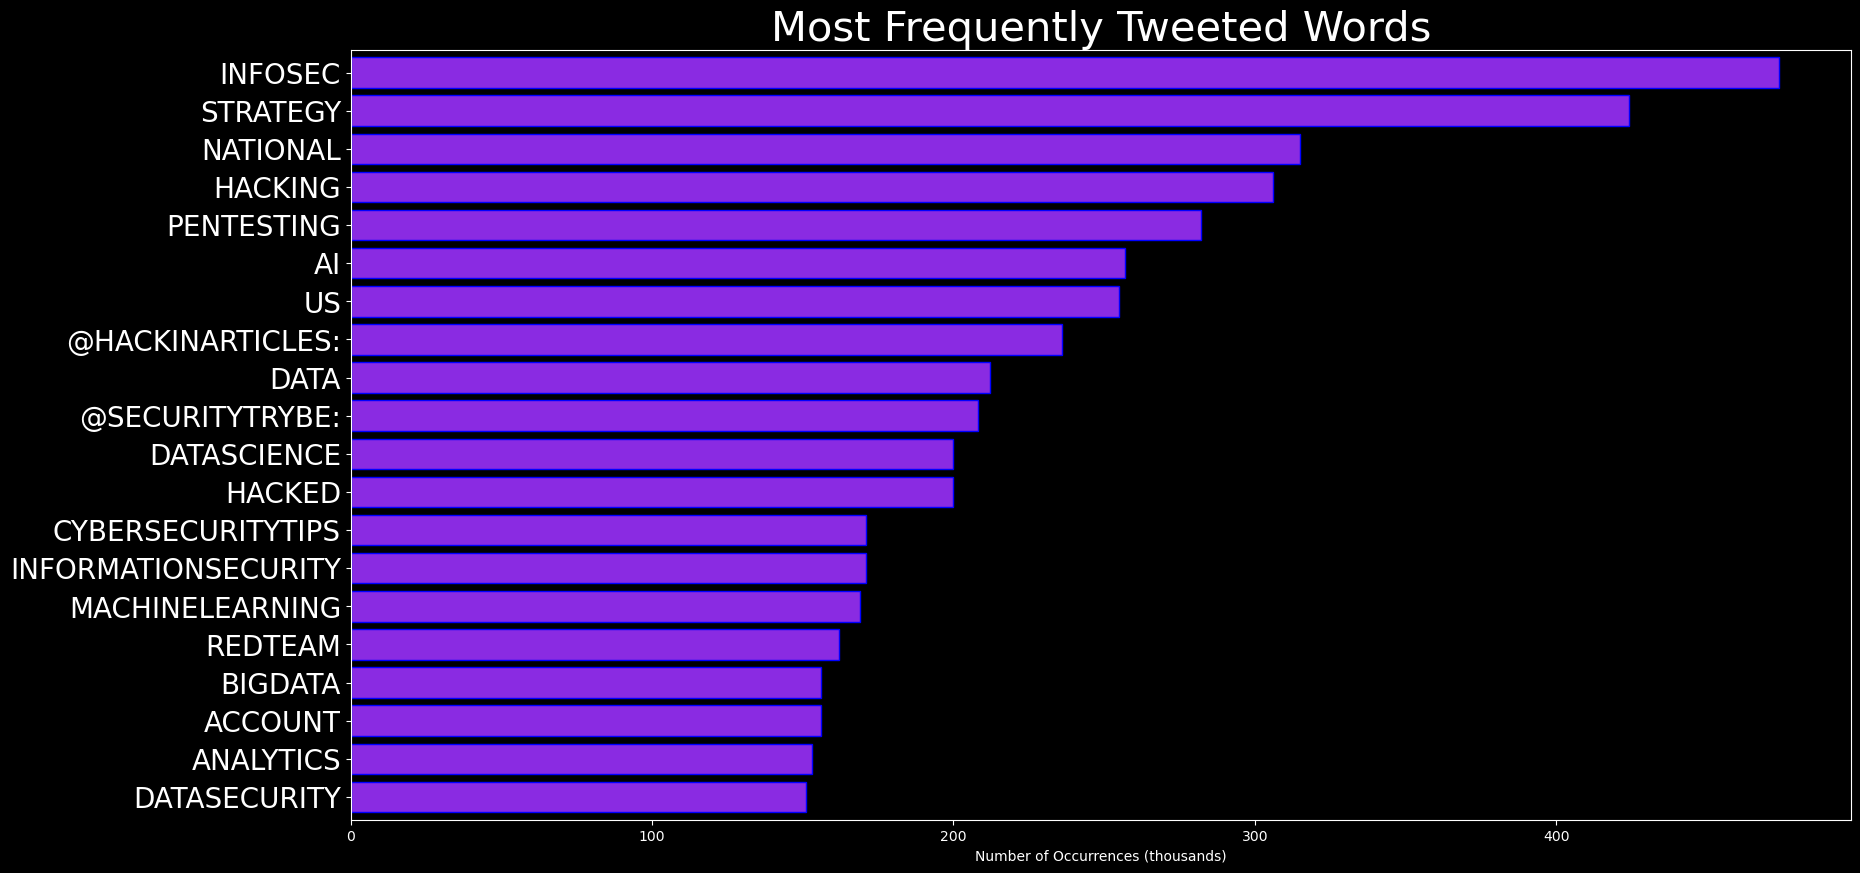 Most Frequently Tweeted Words
INFOSEC
STRATEGY
NATIONAL
HACKING
PENTESTING
AI
US
@HACKINARTICLES:
DATA
@SECURITYTRYBE:
DATASCIENCE
HACKED
CYBERSECURITYTIPS
INFORMATIONSECURITY
MACHINELEARNING
REDTEAM
BIGDATA
ACCOUNT
ANALYTICS
DATASECURITY
0 100 200 300 400
Number of Occurrences (thousands)